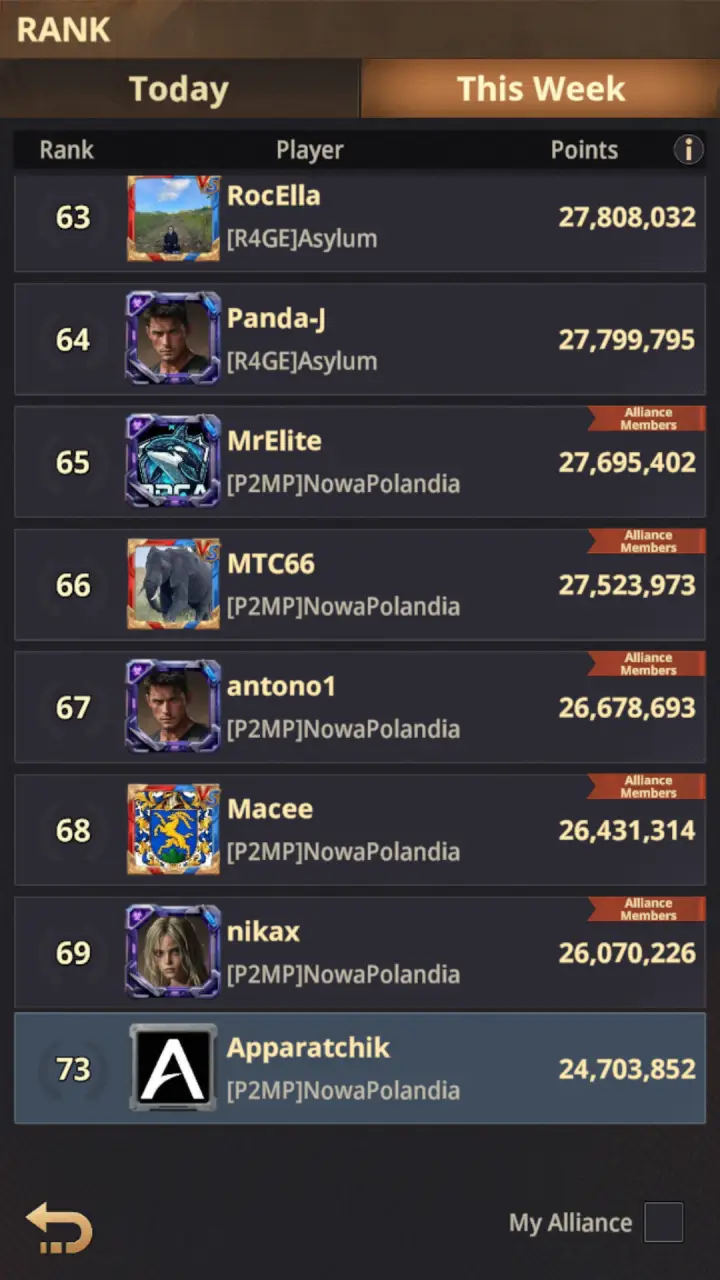 RANK
Today
This Week
Rank
Player
Points
63
RocElla
[R4GE]Asylum
27,808,032
64
Panda-J
[R4GE]Asylum
27,799,795
Alliance
Members
65
MrElite
[P2MP]NowaPolandia
27,695,402
Alliance
Members
66
MTC66
[P2MP]NowaPolandia
27,523,973
Alliance
Members
67
antono1
[P2MP]NowaPolandia
26,678,693
Alliance
Members
68
Macee
[P2MP]NowaPolandia
26,431,314
Alliance
Members
69
nikax
[P2MP]NowaPolandia
26,070,226
73
Apparatchik
[P2MP]NowaPolandia
24,703,852
My Alliance